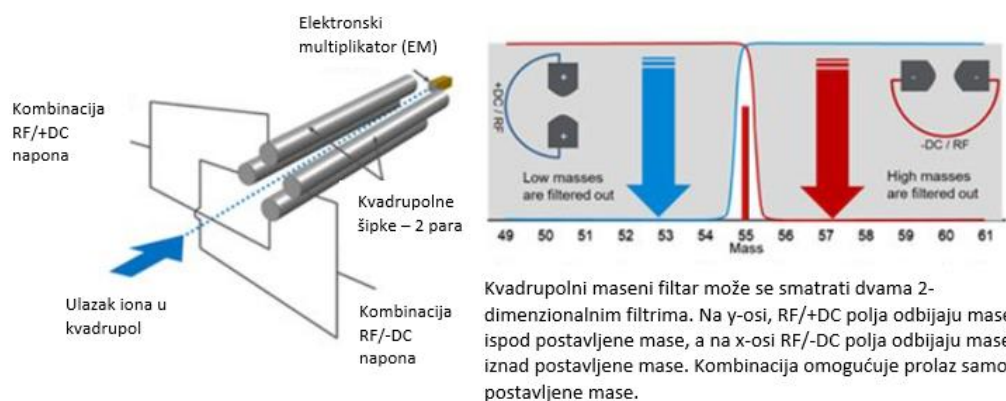 Elektronski
multiplikator (EM)
Kombinacija
RF/+DC
napona
Kvadrupolne
šipke – 2 para
Ulazak iona u
kvadrupol
Kombinacija
RF/-DC
napona
+DC / RF
Low masses
are filtered out
-DC / RF
High masses
are filtered out
49 50 51 52 53 54 55 56 57 58 59 60 61
Mass
Kvadrupolni maseni filtar može se smatrati dvama 2-
dimenzionalnim filtrima. Na y-osi, RF/+DC polja odbijaju mase
ispod postavljene mase, a na x-osi RF/-DC polja odbijaju mase
iznad postavljene mase. Kombinacija omogućuje prolaz samo
postavljene mase.